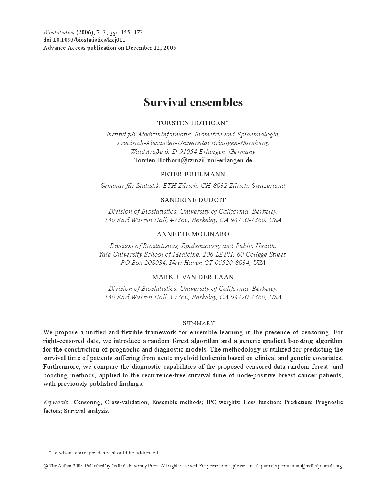 Biostatistics (2006), 7, 3, pp.
doi:10.1093/biostatistics/
Advance Access publication on December 12, 2005
Survival ensembles
TORSTEN HOTHORN*
Institut für Medizininformatik, Biometrie und Epidemiologie,
Friedrich-Alexander-Universität Erlangen-Nürnberg,
Waldstraße 6, D-91054 Erlangen, Germany
Torsten.Hothorn@rzmail.uni-erlangen.de
PETER BÜHLMANN
Seminar für Statistik, ETH Zürich, CH-8092 Zürich, Switzerland
SANDRINE DUDOIT
Division of Biostatistics, University of California, Berkeley,
140 Earl Warren Hall, Berkeley, CA USA
ANNETTE MOLINARO
Division of Biostatistics, Epidemiology and Public Health,
Yale University School of Medicine, 206 LEPH, 60 College Street
PO Box 208034, New Haven CT 06520-8034, USA
MARK J. VAN DER LAAN
Division of Biostatistics, University of California, Berkeley,
140 Earl Warren Hall, Berkeley, CA USA
SUMMARY
We propose a unified and flexible framework for ensemble learning in the presence of censoring. For
right-censored data, we introduce a random forest algorithm and a generic gradient boosting algorithm
for the construction of prognostic and diagnostic models. The methodology is utilized for predicting the
survival time of patients suffering from acute myeloid leukemia based on clinical and genetic covariates.
Furthermore, we compare the diagnostic capabilities of the proposed censored data random forest and
boosting methods, applied to the recurrence-free survival time of node-positive breast cancer patients,
with previously published findings.
Keywords: Censoring; Cross-validation; Ensemble methods; IPC weights; Loss function; Prediction; Prognostic
factors; Survival analysis.
*To whom correspondence should be addressed.
© The Author 2005. Published by Oxford University Press. All rights reserved. For permissions, please e-mail: journals.permissions@oxfordjournals.org.